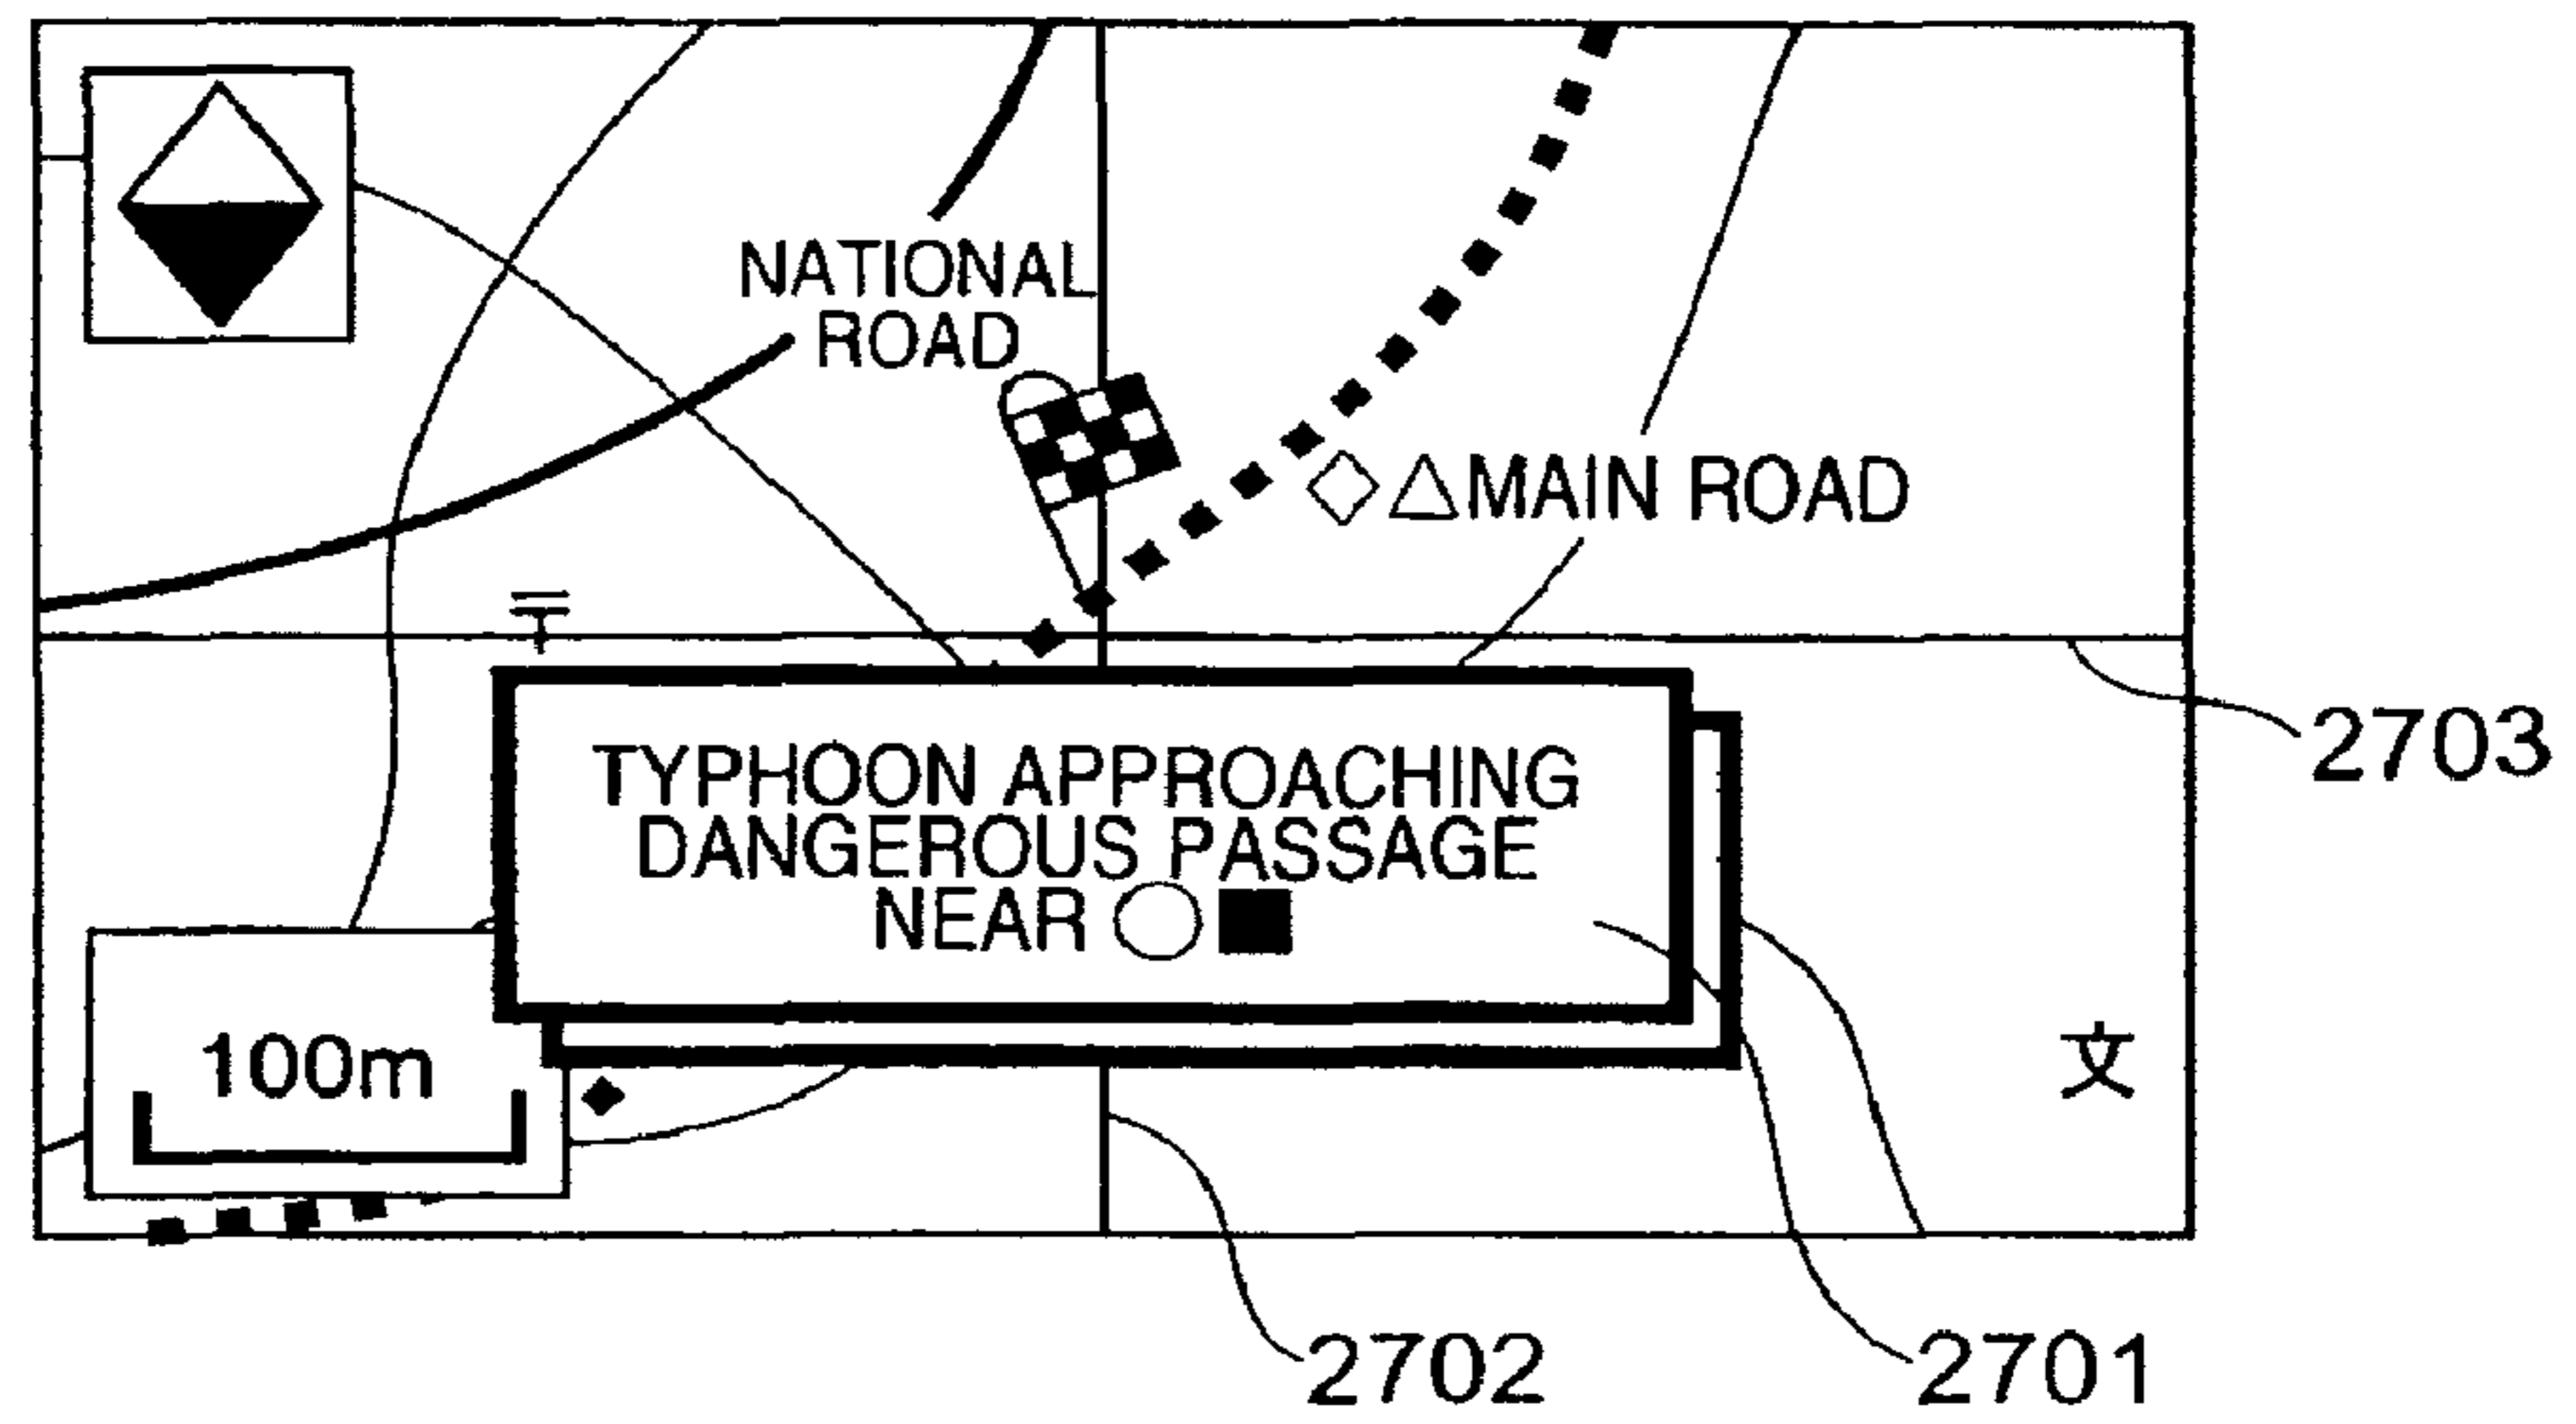 NATIONAL
ROAD
◇△MAIN ROAD
〒
2703
TYPHOON APPROACHING
DANGEROUS PASSAGE
NEAR ○■
100m
文
2702
2701